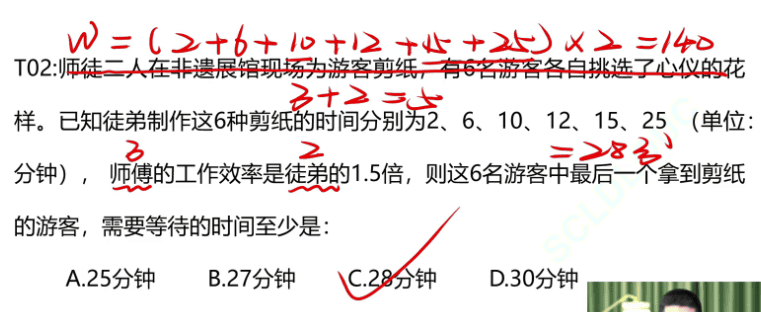 W = (2+6+10+12+15+25)×2=140
T02:师徒二人在非遗展馆现场为游客剪纸，有6名游客各自挑选了心仪的花
3+2=5
样。已知徒弟制作这6种剪纸的时间分别为2、6、10、12、15、25 （单位：
3 2 =28分
分钟），师傅的工作效率是徒弟的1.5倍，则这6名游客中最后一个拿到剪纸
的游客，需要等待的时间至少是：
A.25分钟 B.27分钟 C.28分钟 D.30分钟